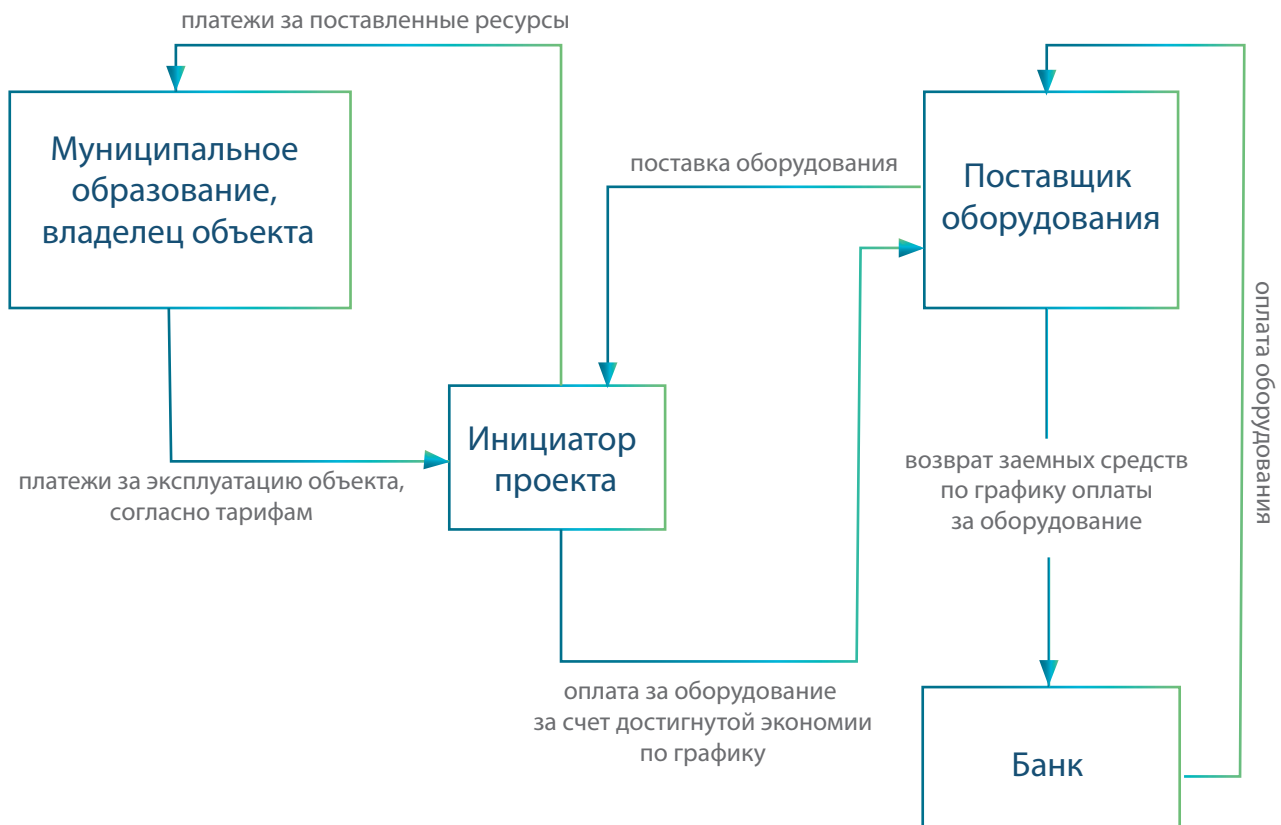 платежи за поставленные ресурсы
Муниципальное
образование,
владелец объекта
поставка оборудования
Поставщик
оборудования
оплата оборудования
Инициатор
проекта
платежи за эксплуатацию объекта,
согласно тарифам
возврат заемных средств
по графику оплаты
за оборудование
оплата за оборудование
за счет достигнутой экономии
по графику
Банк